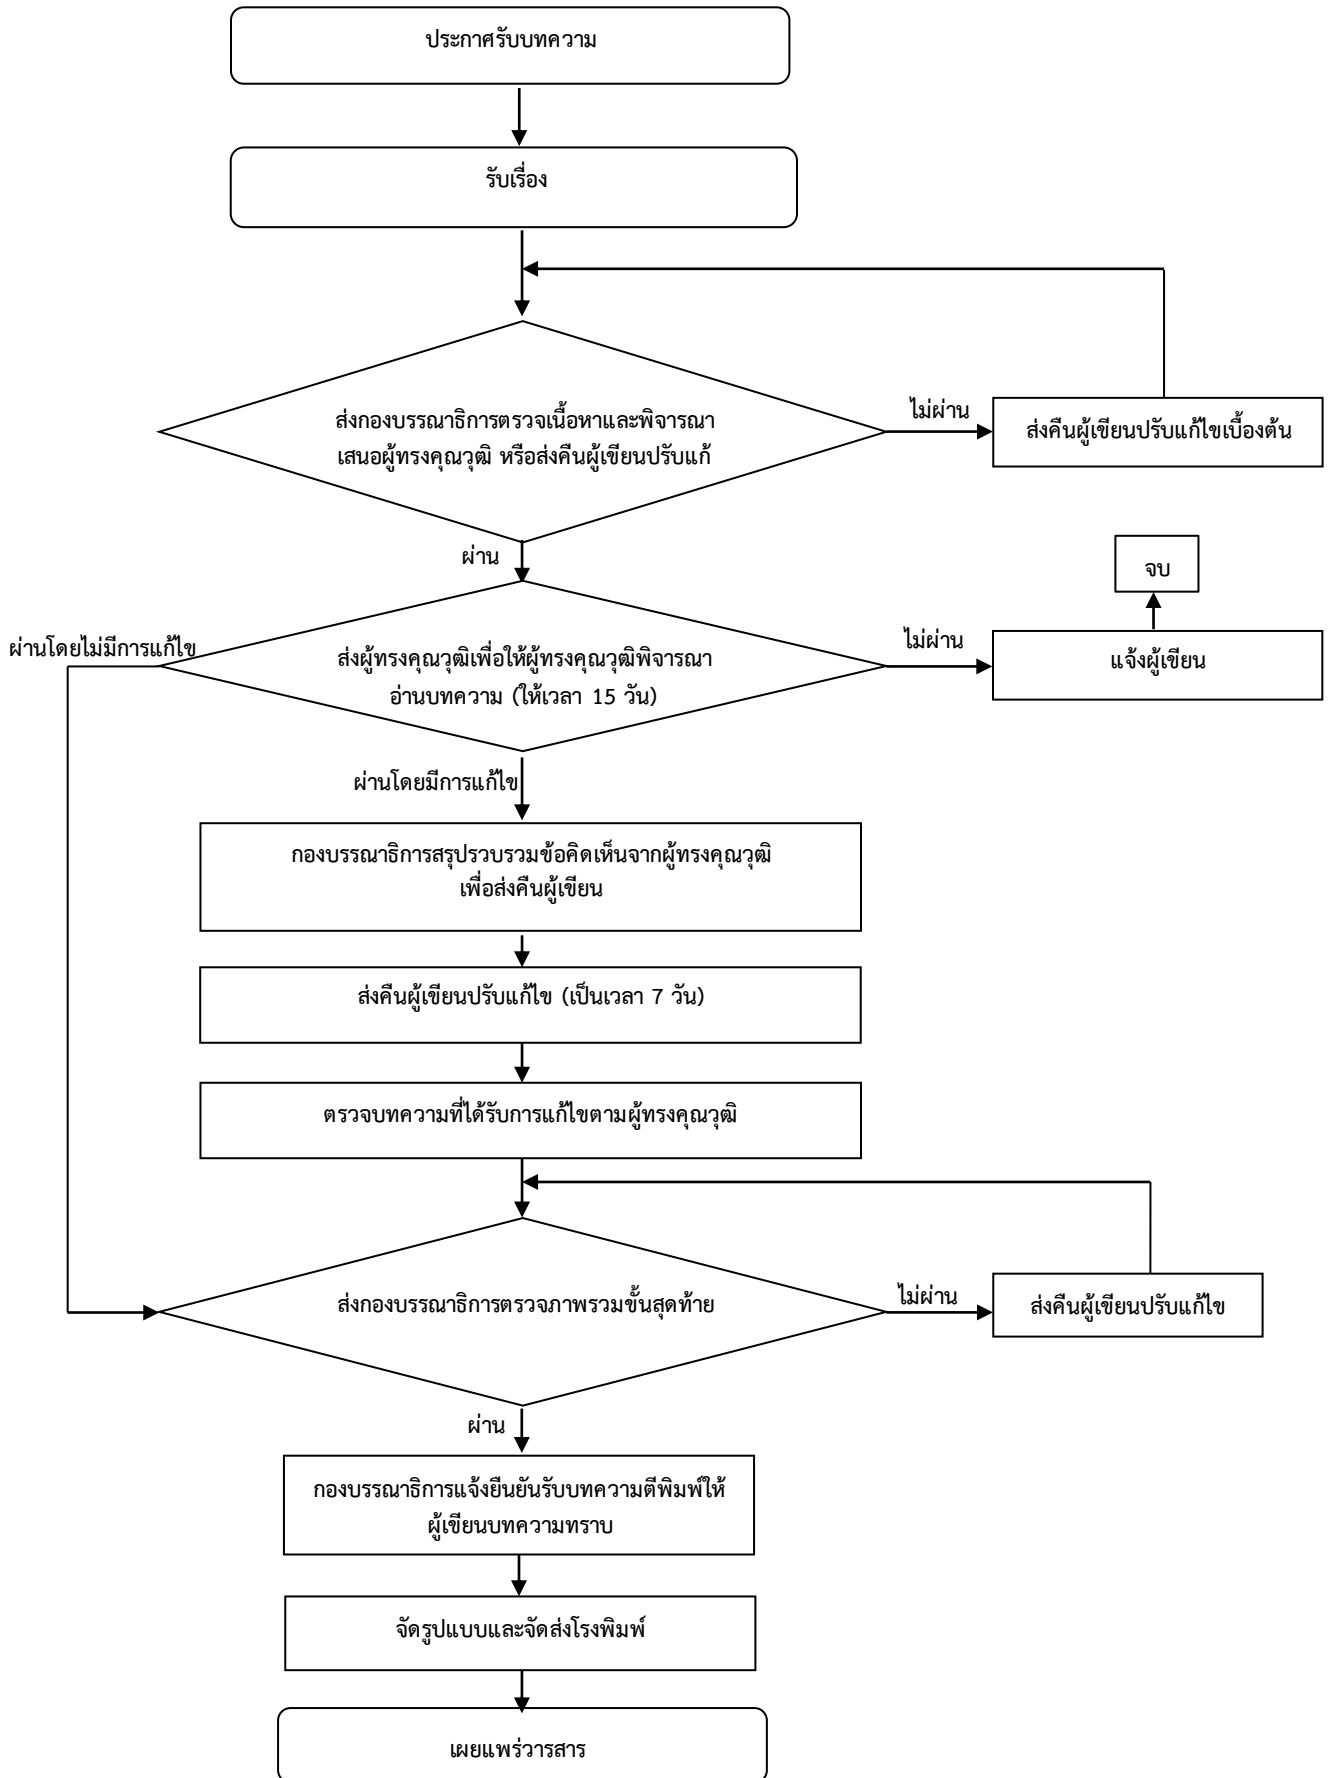 ประกาศรับบทความ
รับเรื่อง
ส่งกองบรรณาธิการตรวจเนื้อหาและพิจารณา
เสนอผู้ทรงคุณวุฒิ หรือส่งคืนผู้เขียนปรับแก้
ไม่ผ่าน
ส่งคืนผู้เขียนปรับแก้ไขเบื้องต้น
ผ่าน
จบ
ผ่านโดยไม่มีการแก้ไข
ส่งผู้ทรงคุณวุฒิเพื่อให้ผู้ทรงคุณวุฒิพิจารณา
อ่านบทความ (ให้เวลา 15 วัน)
ไม่ผ่าน
แจ้งผู้เขียน
ผ่านโดยมีการแก้ไข
กองบรรณาธิการสรุปรวบรวมข้อคิดเห็นจากผู้ทรงคุณวุฒิ
เพื่อส่งคืนผู้เขียน
ส่งคืนผู้เขียนปรับแก้ไข (เป็นเวลา 7 วัน)
ตรวจบทความที่ได้รับการแก้ไขตามผู้ทรงคุณวุฒิ
ส่งกองบรรณาธิการตรวจภาพรวมขั้นสุดท้าย
ไม่ผ่าน
ส่งคืนผู้เขียนปรับแก้ไข
ผ่าน
กองบรรณาธิการแจ้งยืนยันรับบทความตีพิมพ์ให้
ผู้เขียนบทความทราบ
จัดรูปแบบและจัดส่งโรงพิมพ์
เผยแพร่วารสาร